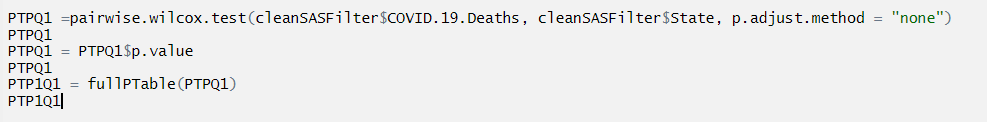 PTPQ1 =pairwise.wilcox.test(cleanSASFilter$COVID.19.Deaths, cleanSASFilter$State, p.adjust.method = "none")
PTPQ1
PTPQ1 = PTPQ1$p.value
PTPQ1
PTP1Q1 = fullPTable(PTPQ1)
PTP1Q1